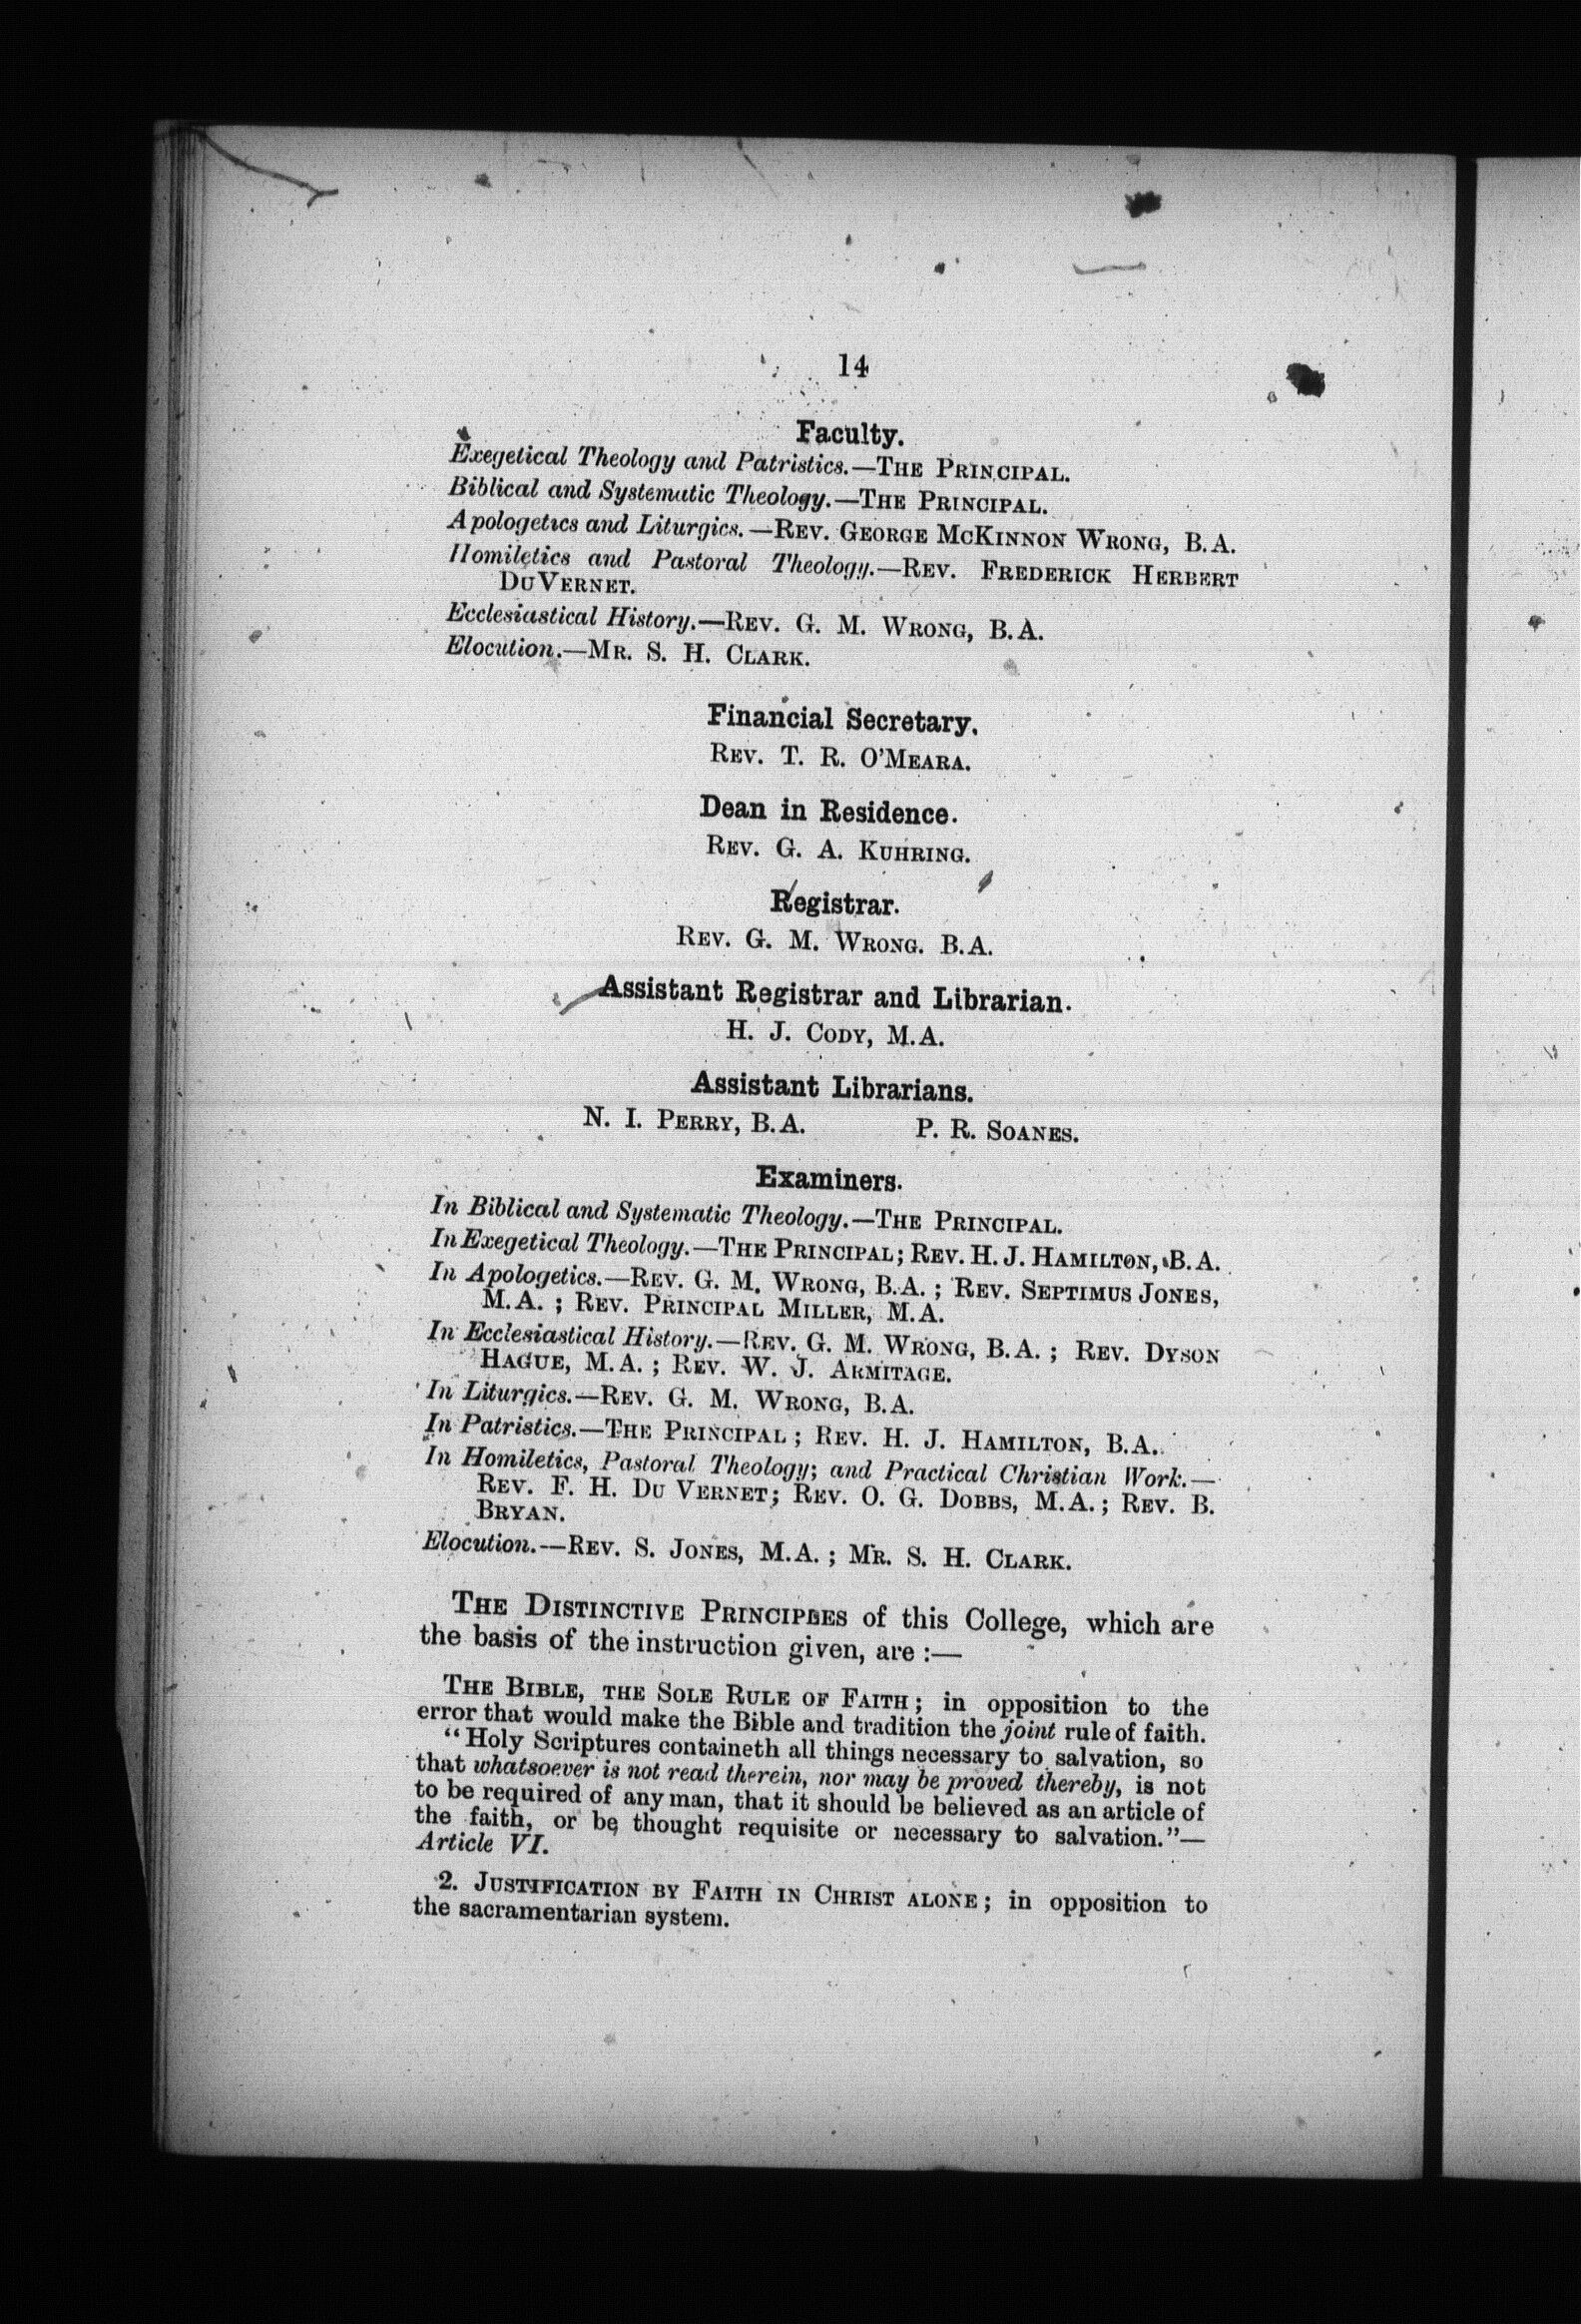 14
Faculty.
Exegetical Theology and Patristics.—THE PRINCIPAL.
Biblical and Systematic Theology.—THE PRINCIPAL.
Apologetics and Liturgics.—REV. GEORGE MCKINNON WRONG, B.A.
Homiletics and Pastoral Theology.—REV. FREDERICK HERBERT
DUVERNET.
Ecclesiastical History.—REV. G. M. WRONG, B.A.
Elocution.—MR. S. H. CLARK.
Financial Secretary.
REV. T. R. O'MEARA.
Dean in Residence.
REV. G. A. KUHRING.
Registrar.
REV. G. M. WRONG. B.A.
Assistant Registrar and Librarian.
H. J. CODY, M.A.
Assistant Librarians.
N. I. PERRY, B.A. P. R. SOANES.
Examiners.
In Biblical and Systematic Theology.—THE PRINCIPAL.
In Exegetical Theology.—THE PRINCIPAL; REV. H. J. HAMILTON, B.A.
In Apologetics.—REV. G. M. WRONG, B.A. ; REV. SEPTIMUS JONES,
M.A. ; REV. PRINCIPAL MILLER, M.A.
In Ecclesiastical History.—REV. G. M. WRONG, B.A. ; REV. DYSON
HAGUE, M.A. ; REV. W. J. ARMITAGE.
In Liturgics.—REV. G. M. WRONG, B.A.
In Patristics.—THE PRINCIPAL ; REV. H. J. HAMILTON, B.A.
In Homiletics, Pastoral Theology; and Practical Christian Work.—
REV. F. H. DU VERNET; REV. O. G. DOBBS, M.A. ; REV. B.
BRYAN.
Elocution.—REV. S. JONES, M.A. ; MR. S. H. CLARK.
THE DISTINCTIVE PRINCIPLES of this College, which are
the basis of the instruction given, are :—
THE BIBLE, THE SOLE RULE OF FAITH ; in opposition to the
error that would make the Bible and tradition the joint rule of faith.
"Holy Scriptures containeth all things necessary to salvation, so
that whatsoever is not read therein, nor may be proved thereby, is not
to be required of any man, that it should be believed as an article of
the faith, or be thought requisite or necessary to salvation."—
Article VI.
2. JUSTIFICATION BY FAITH IN CHRIST ALONE ; in opposition to
the sacramentarian system.